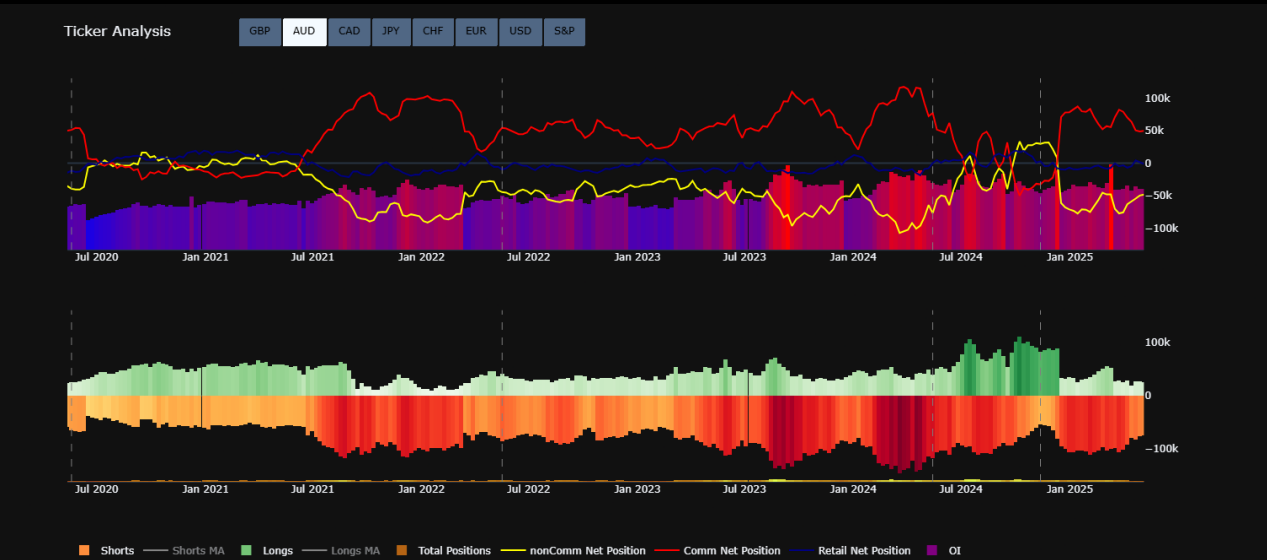 Ticker Analysis GBP AUD CAD JPY CHF EUR USD S&P
100k
50k
0
−50k
−100k
Jul 2020 Jan 2021 Jul 2021 Jan 2022 Jul 2022 Jan 2023 Jul 2023 Jan 2024 Jul 2024 Jan 2025
100k
0
−100k
Jul 2020 Jan 2021 Jul 2021 Jan 2022 Jul 2022 Jan 2023 Jul 2023 Jan 2024 Jul 2024 Jan 2025
Shorts Shorts MA Longs Longs MA Total Positions nonComm Net Position Comm Net Position Retail Net Position OI